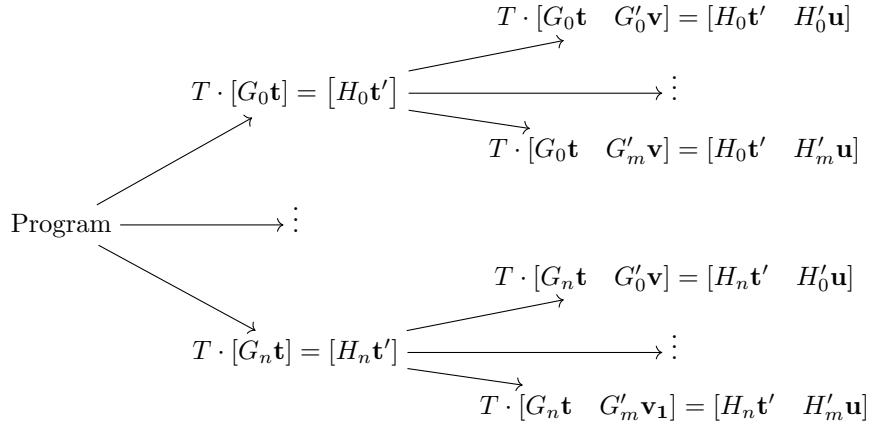 T · [G₀𝐭 G′₀𝐯] = [H₀𝐭′ H′₀𝐮]
T · [G₀𝐭] = [H₀𝐭′]
⋮
T · [G₀𝐭 G′ₘ𝐯] = [H₀𝐭′ H′ₘ𝐮]
Program
⋮
T · [Gₙ𝐭 G′₀𝐯] = [Hₙ𝐭′ H′₀𝐮]
T · [Gₙ𝐭] = [Hₙ𝐭′]
⋮
T · [Gₙ𝐭 G′ₘ𝐯₁] = [Hₙ𝐭′ H′ₘ𝐮]